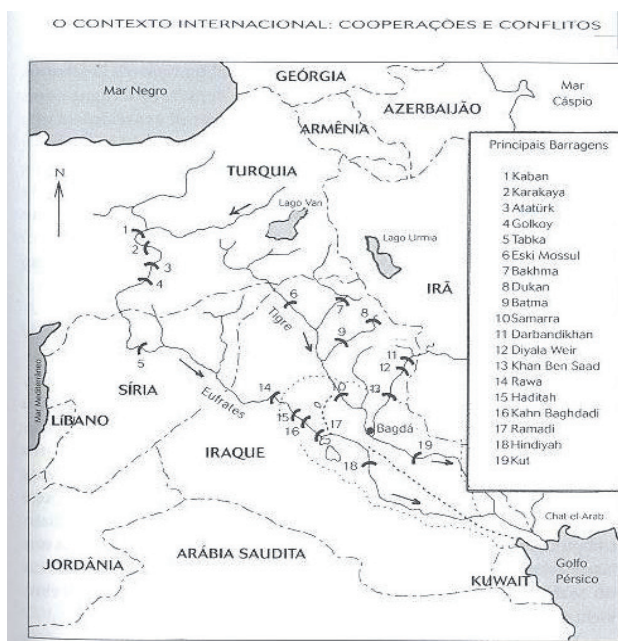 O CONTEXTO INTERNACIONAL: COOPERAÇÕES E CONFLITOS
GEÓRGIA
Mar Negro
Mar
Cáspio
AZERBAIJÃO
ARMÊNIA
TURQUIA
N
Lago Van
Lago Urmia
IRÃ
Principais Barragens
1 Kaban
2 Karakaya
3 Atatürk
4 Golkoy
5 Tabka
6 Eski Mossul
7 Bakhma
8 Dukan
9 Batma
10 Samarra
11 Darbandikhan
12 Diyala Weir
13 Khan Ben Saad
14 Rawa
15 Haditah
16 Kahn Baghdadi
17 Ramadi
18 Hindiyah
19 Kut
1
2
3
4
5
6
7
8
9
10
11
12
13
14
15
16
17
18
19
Tigre
Eufrates
Mar Mediterrâneo
SÍRIA
LÍBANO
IRAQUE
Bagdá
Chat-el-Arab
JORDÂNIA
ARÁBIA SAUDITA
KUWAIT
Golfo
Pérsico